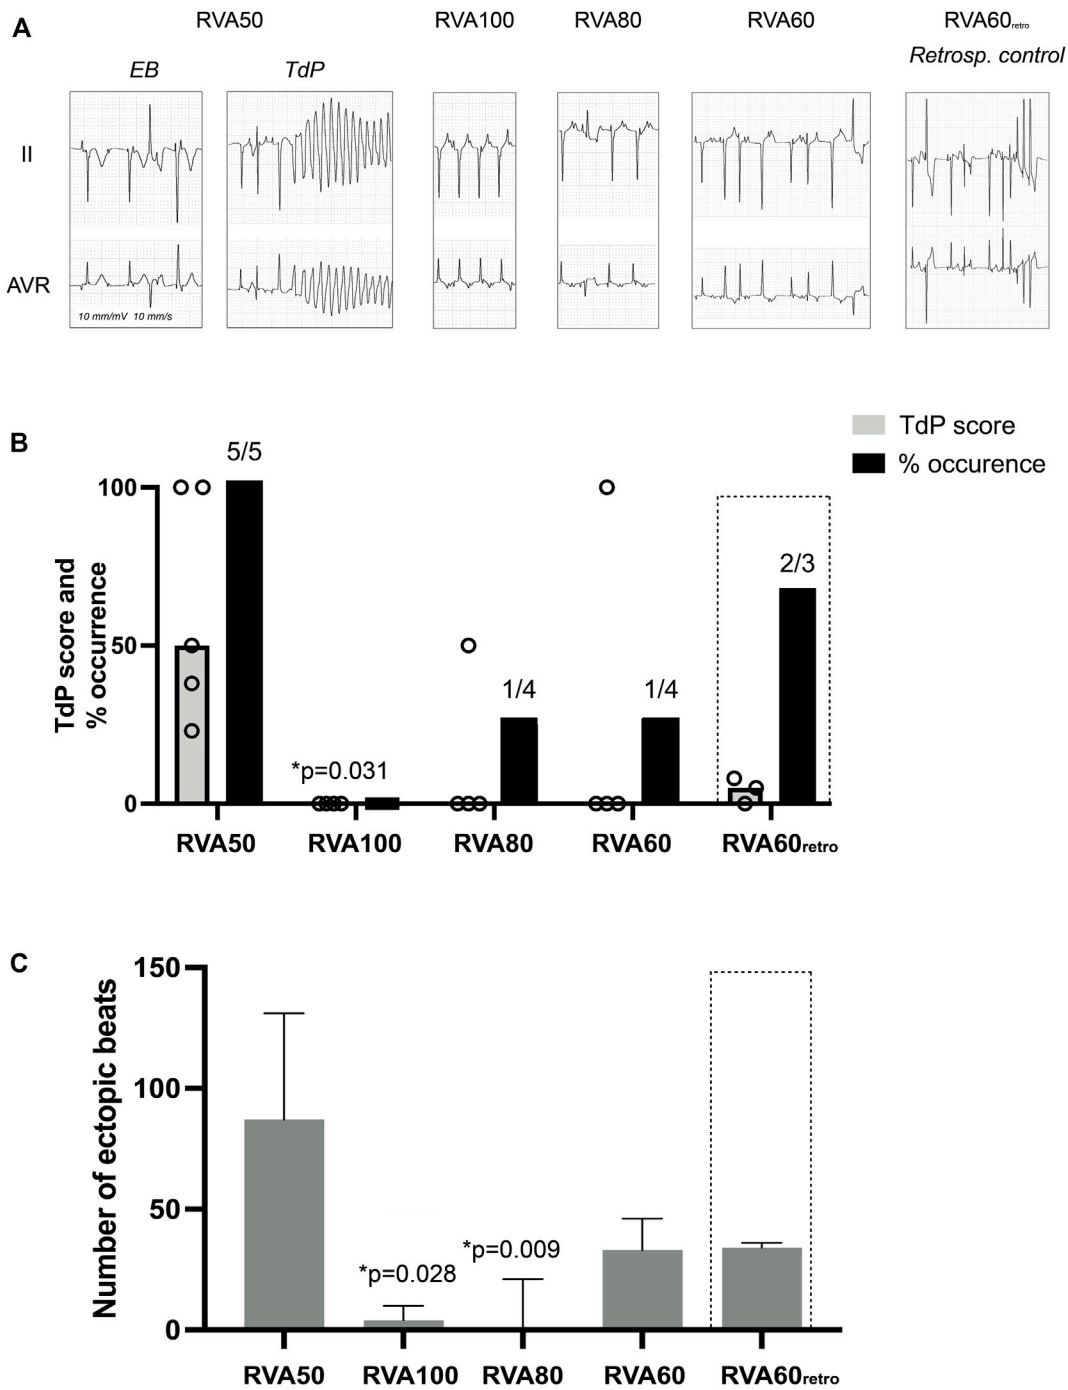 A
RVA50 RVA100 RVA80 RVA60 RVA60retro
Retrosp. control
EB TdP
II
AVR
10 mm/mV 10 mm/s
B
TdP score
% occurence
5/5
100
TdP score and
% occurrence
2/3
50
1/4 1/4
*p=0.031
0
RVA50 RVA100 RVA80 RVA60 RVA60retro
C
150
Number of ectopic beats
100
50
*p=0.009
*p=0.028
0
RVA50 RVA100 RVA80 RVA60 RVA60retro